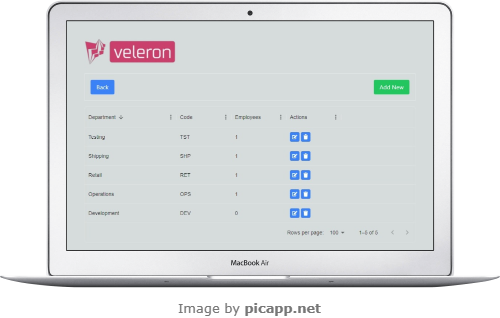 veleron
Back
Add New
Department Code Employees Actions
Testing TST 1
Shipping SHP 1
Retail RET 1
Operations OPS 1
Development DEV 0
Rows per page: 100 1–5 of 5
MacBook Air
Image by picapp.net